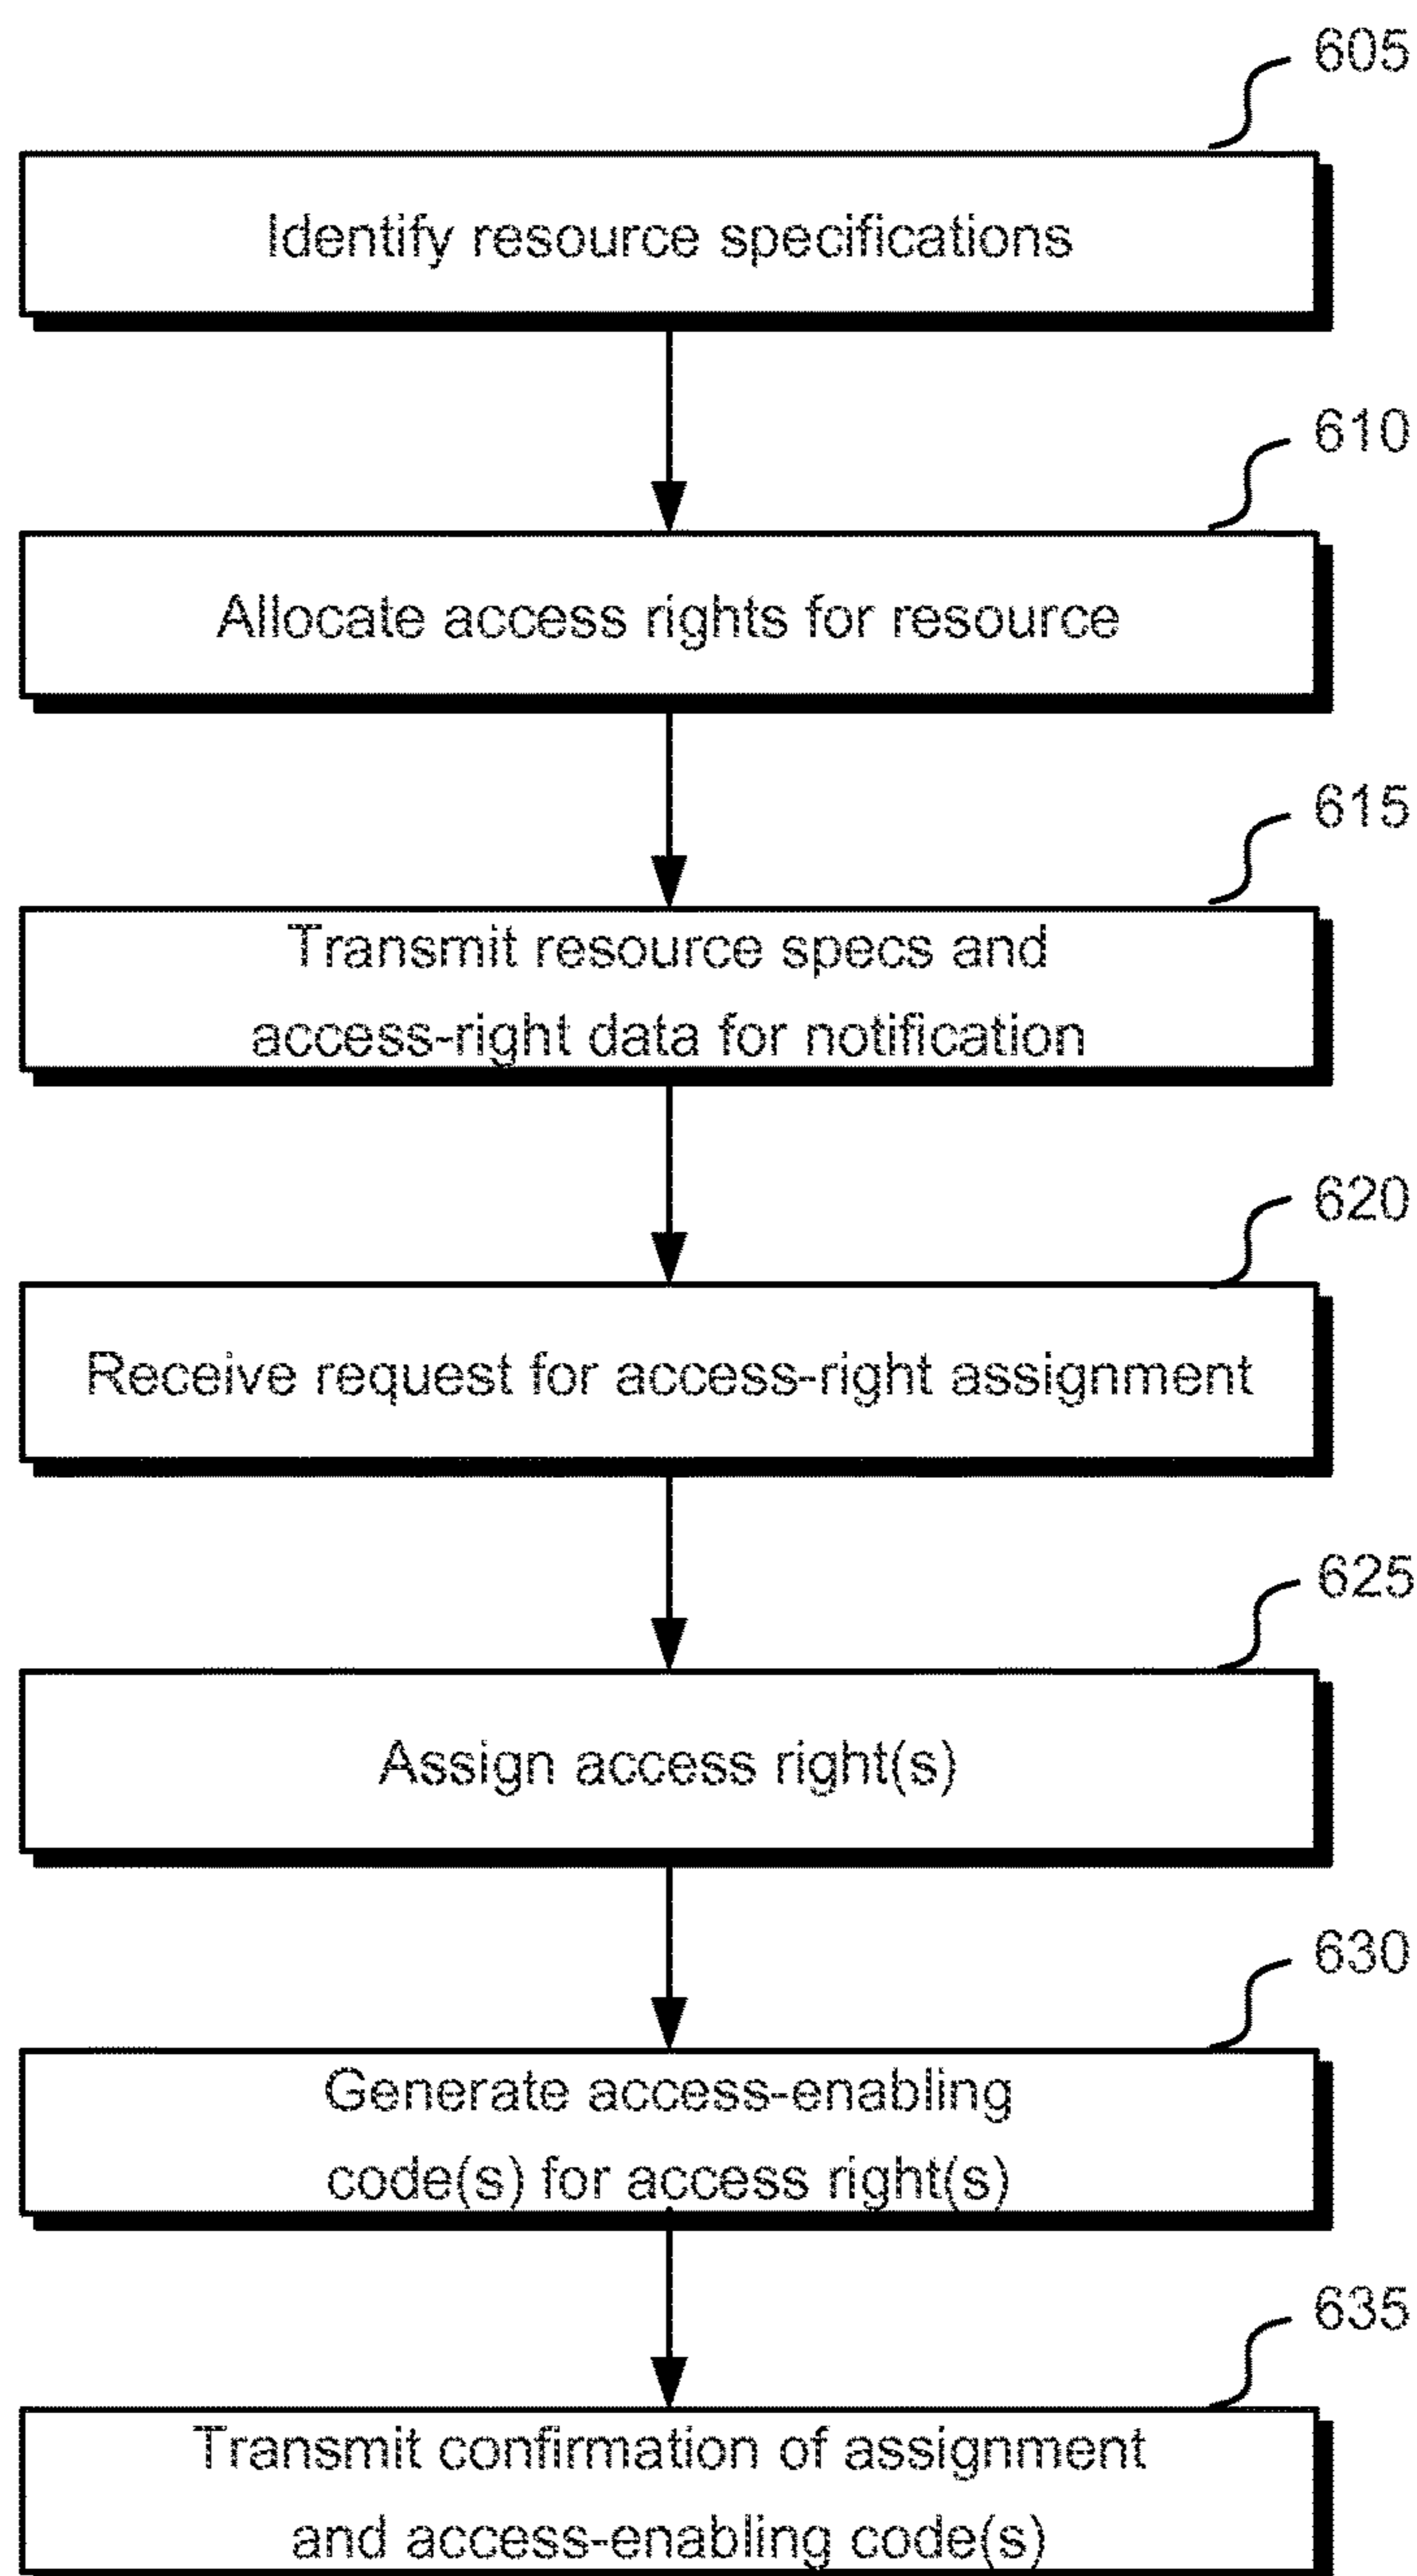 605
Identify resource specifications
610
Allocate access rights for resource
615
Transmit resource specs and
access-right data for notification
620
Receive request for access-right assignment
625
Assign access right(s)
630
Generate access-enabling
code(s) for access right(s)
635
Transmit confirmation of assignment
and access-enabling code(s)